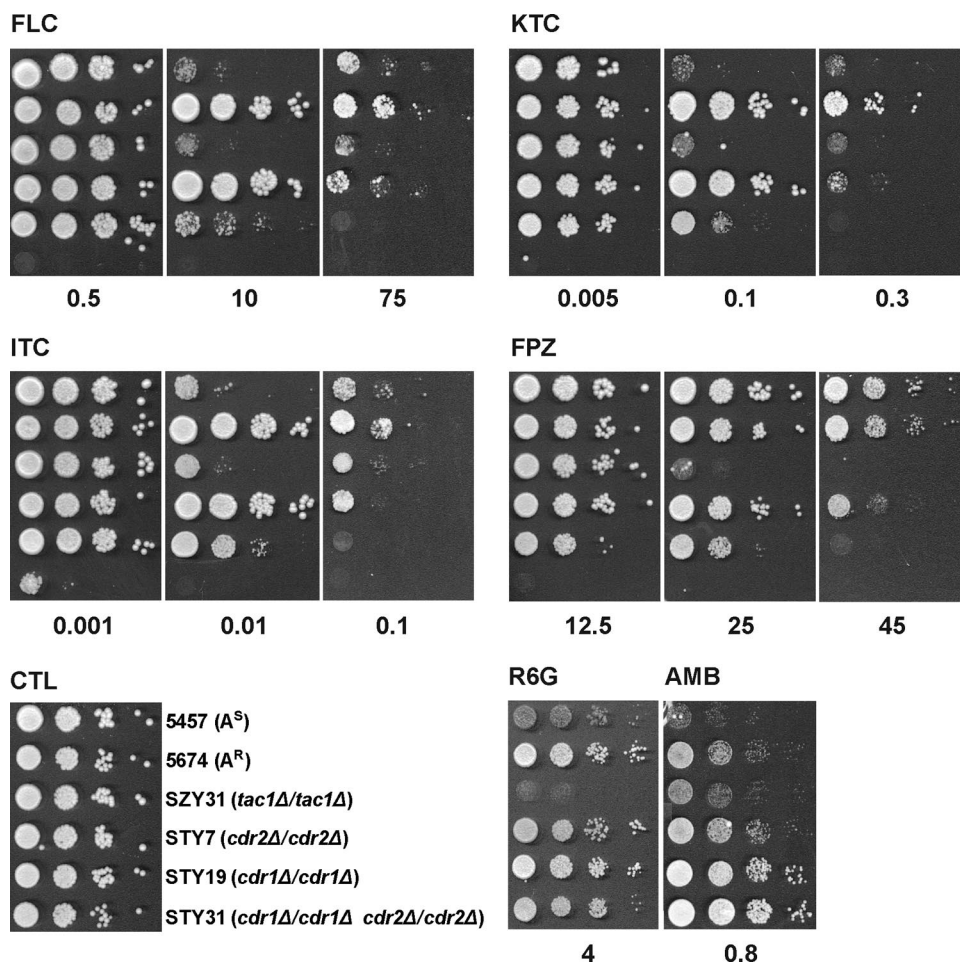 FLC
KTC
0.5 10 75
0.005 0.1 0.3
ITC
FPZ
0.001 0.01 0.1
12.5 25 45
CTL
R6G AMB
5457 (Aˢ)
5674 (Aᴿ)
SZY31 (tac1Δ/tac1Δ)
STY7 (cdr2Δ/cdr2Δ)
STY19 (cdr1Δ/cdr1Δ)
STY31 (cdr1Δ/cdr1Δ cdr2Δ/cdr2Δ)
4 0.8